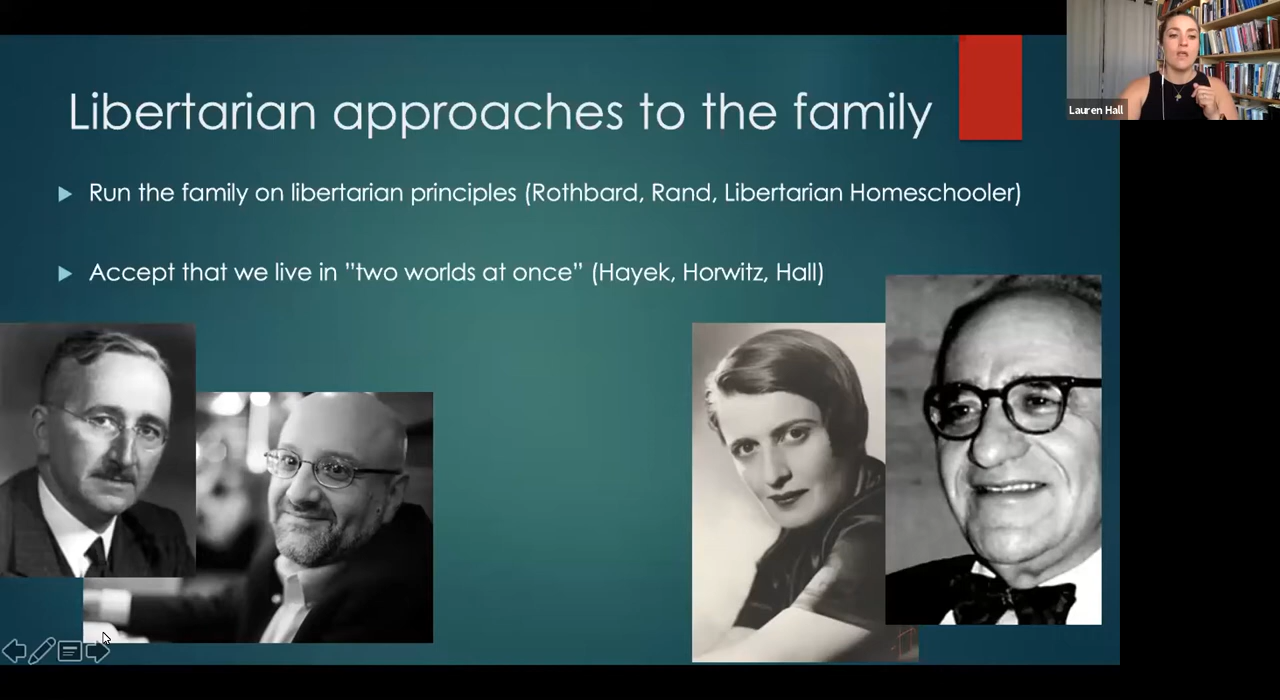 Libertarian approaches to the family
Run the family on libertarian principles (Rothbard, Rand, Libertarian Homeschooler)
Accept that we live in ”two worlds at once” (Hayek, Horwitz, Hall)
Lauren Hall